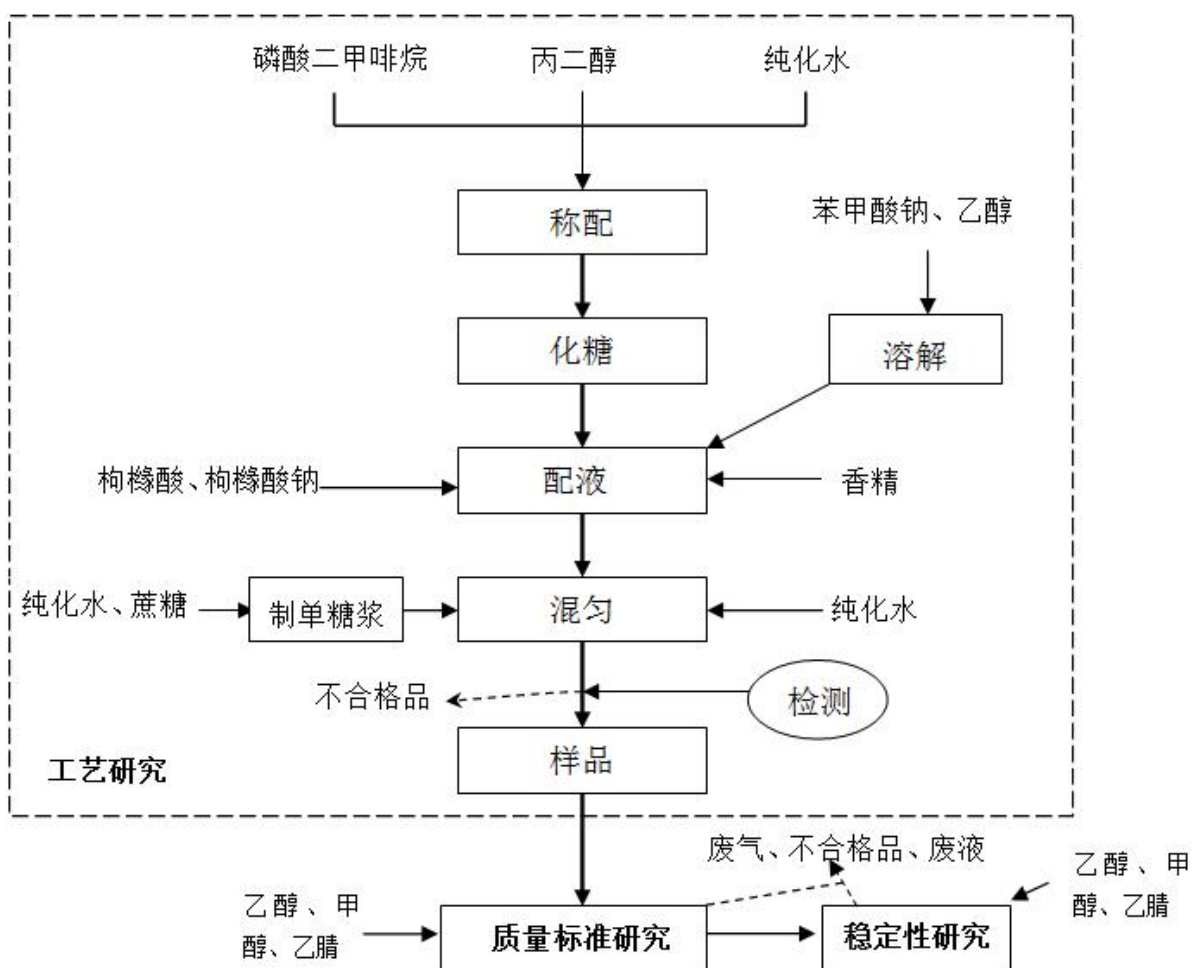 磷酸二甲啡烷
丙二醇
纯化水
称配
苯甲酸钠、乙醇
化糖
溶解
枸橼酸、枸橼酸钠
配液
香精
纯化水、蔗糖
制单糖浆
混匀
纯化水
不合格品
检测
样品
工艺研究
废气、不合格品、废液
乙醇、甲
醇、乙腈
乙醇、甲
醇、乙腈
质量标准研究
稳定性研究